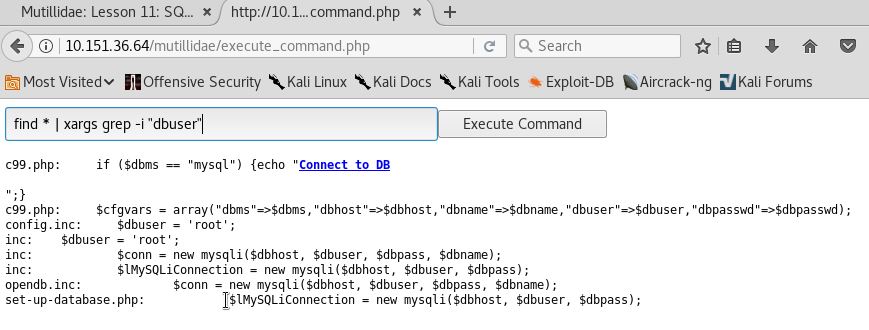 Mutillidae: Lesson 11: SQ... × http://10.1...command.php × +
10.151.36.64/mutillidae/execute_command.php Search
Most Visited Offensive Security Kali Linux Kali Docs Kali Tools Exploit-DB Aircrack-ng Kali Forums
find * | xargs grep -i "dbuser" Execute Command
c99.php: if ($dbms == "mysql") {echo "Connect to DB
";}
c99.php: $cfgvars = array("dbms"=>$dbms,"dbhost"=>$dbhost,"dbname"=>$dbname,"dbuser"=>$dbuser,"dbpasswd"=>$dbpasswd);
config.inc: $dbuser = 'root';
inc: $dbuser = 'root';
inc: $conn = new mysqli($dbhost, $dbuser, $dbpass, $dbname);
inc: $lMySQLiConnection = new mysqli($dbhost, $dbuser, $dbpass);
opendb.inc: $conn = new mysqli($dbhost, $dbuser, $dbpass, $dbname);
set-up-database.php: $lMySQLiConnection = new mysqli($dbhost, $dbuser, $dbpass);